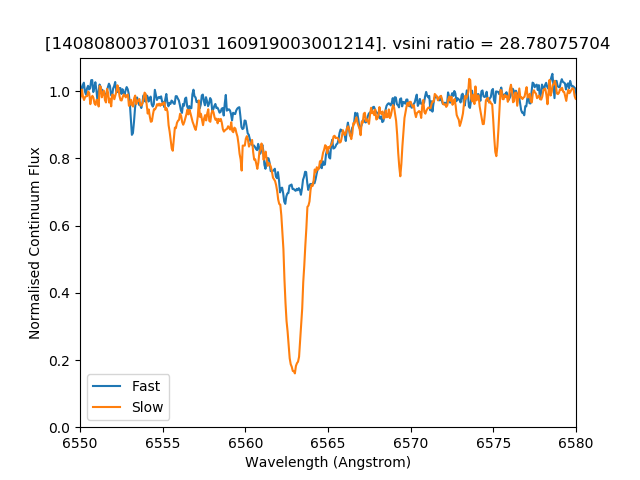 [140808003701031 160919003001214]. vsini ratio = 28.78075704
Normalised Continuum Flux
1.0
0.8
0.6
0.4
0.2
0.0
Fast
Slow
6550 6555 6560 6565 6570 6575 6580
Wavelength (Angstrom)